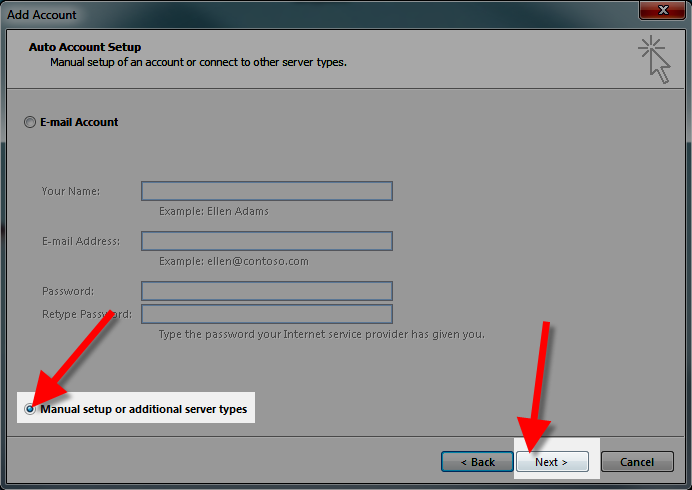 Add Account
Auto Account Setup
Manual setup of an account or connect to other server types.
E-mail Account
Your Name:
Example: Ellen Adams
E-mail Address:
Example: ellen@contoso.com
Password:
Retype Password:
Type the password your Internet service provider has given you.
Manual setup or additional server types
< Back Next > Cancel